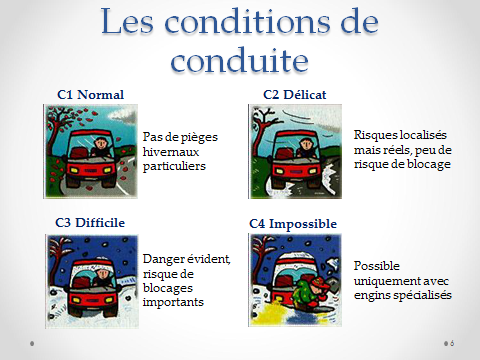 Les conditions de
conduite
C1 Normal
Pas de pièges
hivernaux
particuliers
C2 Délicat
Risques localisés
mais réels, peu de
risque de blocage
C3 Difficile
Danger évident,
risque de
blocages
importants
C4 Impossible
Possible
uniquement avec
engins spécialisés
6